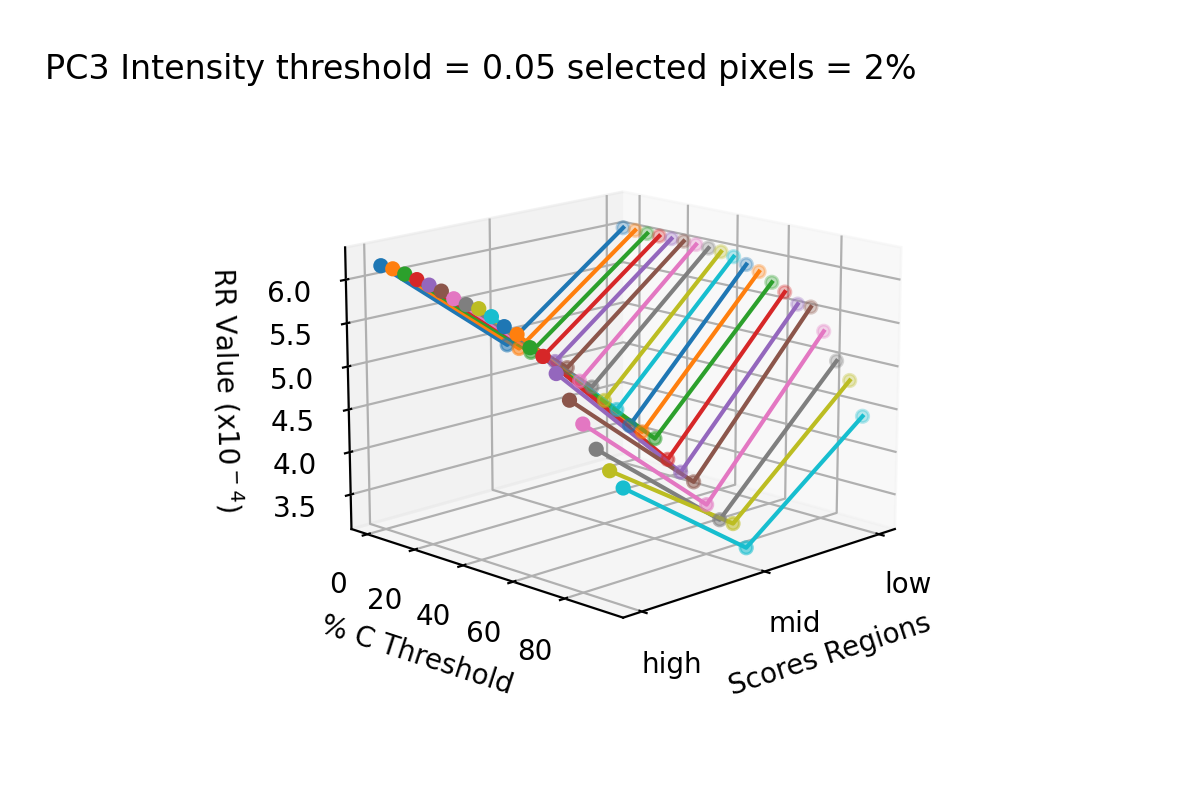 PC3 Intensity threshold = 0.05 selected pixels = 2%
RR Value (x10⁻⁴)
6.0
5.5
5.0
4.5
4.0
3.5
0
20
40
60
80
% C Threshold
high
mid
low
Scores Regions